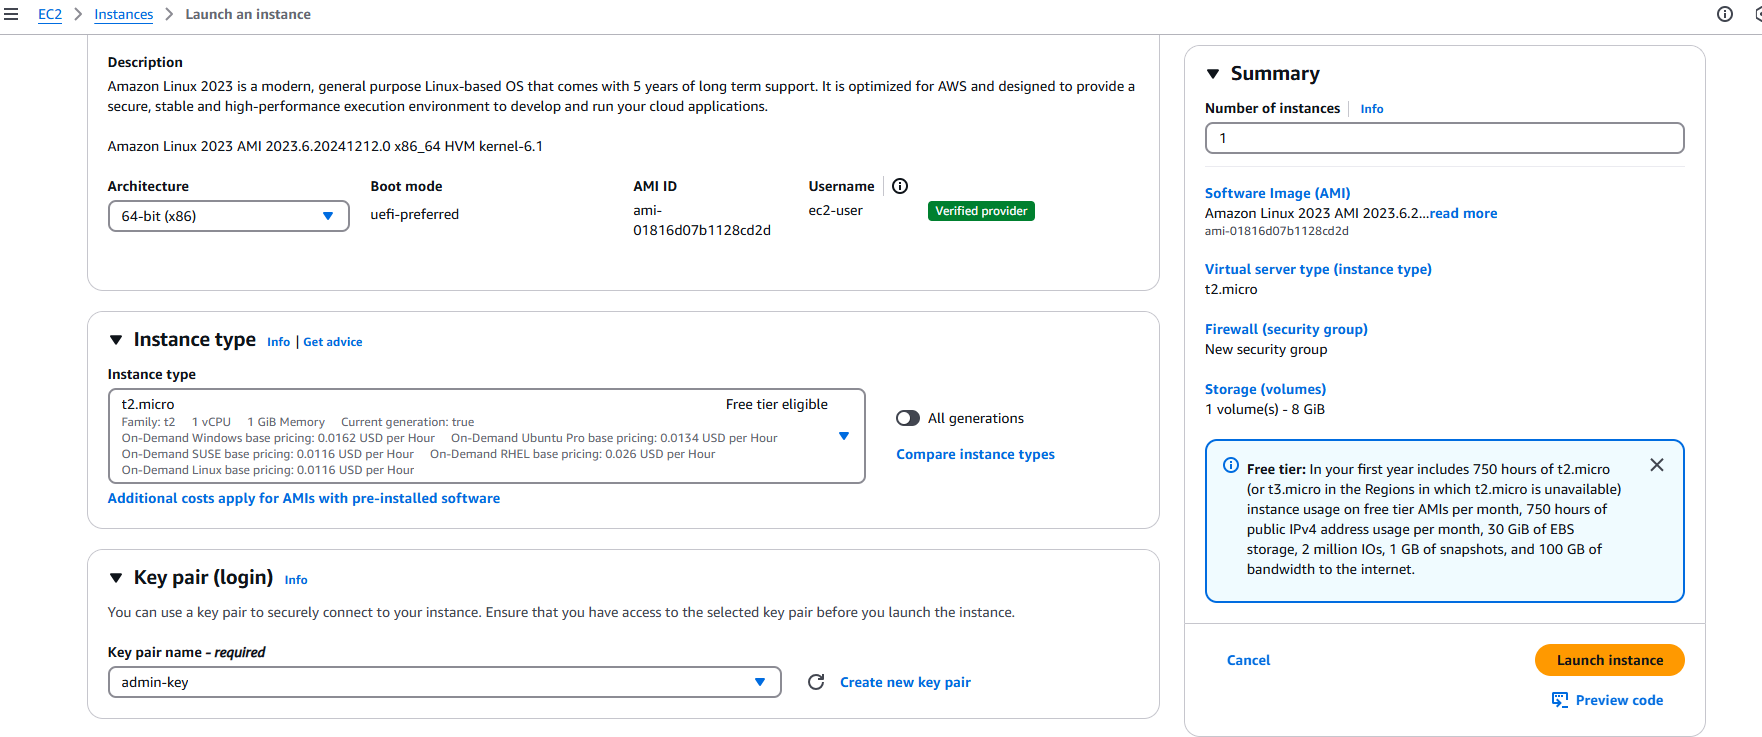 EC2 > Instances > Launch an instance
Description
Amazon Linux 2023 is a modern, general purpose Linux-based OS that comes with 5 years of long term support. It is optimized for AWS and designed to provide a
secure, stable and high-performance execution environment to develop and run your cloud applications.
Amazon Linux 2023 AMI 2023.6.20241212.0 x86_64 HVM kernel-6.1
Architecture
64-bit (x86)
Boot mode
uefi-preferred
AMI ID
ami-
01816d07b1128cd2d
Username
ec2-user
Verified provider
Instance type Info | Get advice
Instance type
t2.micro Free tier eligible
Family: t2 1 vCPU 1 GiB Memory Current generation: true
On-Demand Windows base pricing: 0.0162 USD per Hour On-Demand Ubuntu Pro base pricing: 0.0134 USD per Hour
On-Demand SUSE base pricing: 0.0116 USD per Hour On-Demand RHEL base pricing: 0.026 USD per Hour
On-Demand Linux base pricing: 0.0116 USD per Hour
All generations
Compare instance types
Additional costs apply for AMIs with pre-installed software
Key pair (login) Info
You can use a key pair to securely connect to your instance. Ensure that you have access to the selected key pair before you launch the instance.
Key pair name - required
admin-key
Create new key pair
Summary
Number of instances Info
1
Software Image (AMI)
Amazon Linux 2023 AMI 2023.6.2...read more
ami-01816d07b1128cd2d
Virtual server type (instance type)
t2.micro
Firewall (security group)
New security group
Storage (volumes)
1 volume(s) - 8 GiB
Free tier: In your first year includes 750 hours of t2.micro
(or t3.micro in the Regions in which t2.micro is unavailable)
instance usage on free tier AMIs per month, 750 hours of
public IPv4 address usage per month, 30 GiB of EBS
storage, 2 million IOs, 1 GB of snapshots, and 100 GB of
bandwidth to the internet.
Cancel
Launch instance
Preview code